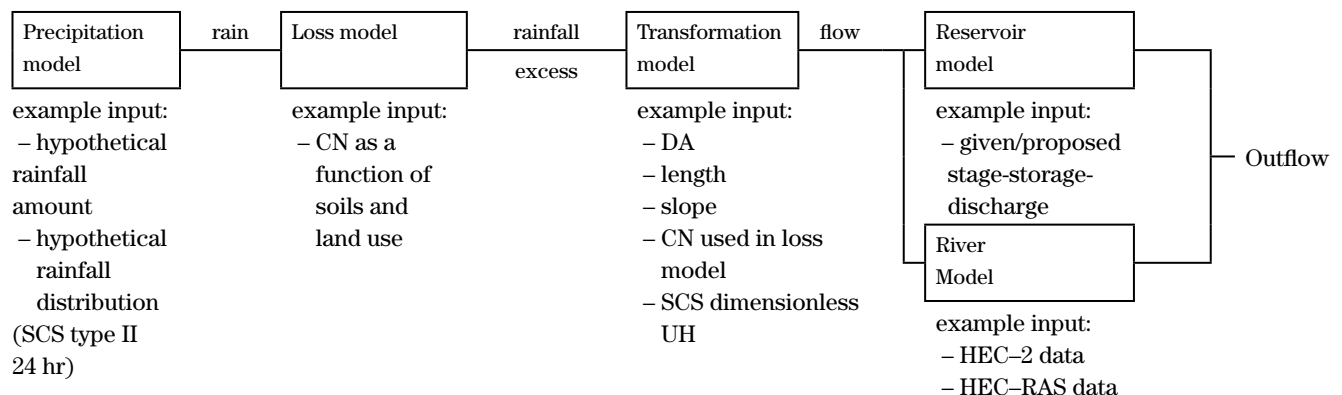 Precipitation
model
rain
Loss model
rainfall
excess
Transformation
model
flow
Reservoir
model
example input:
– hypothetical
rainfall
amount
– hypothetical
rainfall
distribution
(SCS type II
24 hr)
example input:
– CN as a
function of
soils and
land use
example input:
– DA
– length
– slope
– CN used in loss
model
– SCS dimensionless
UH
example input:
– given/proposed
stage-storage-
discharge
River
Model
example input:
– HEC–2 data
– HEC–RAS data
Outflow